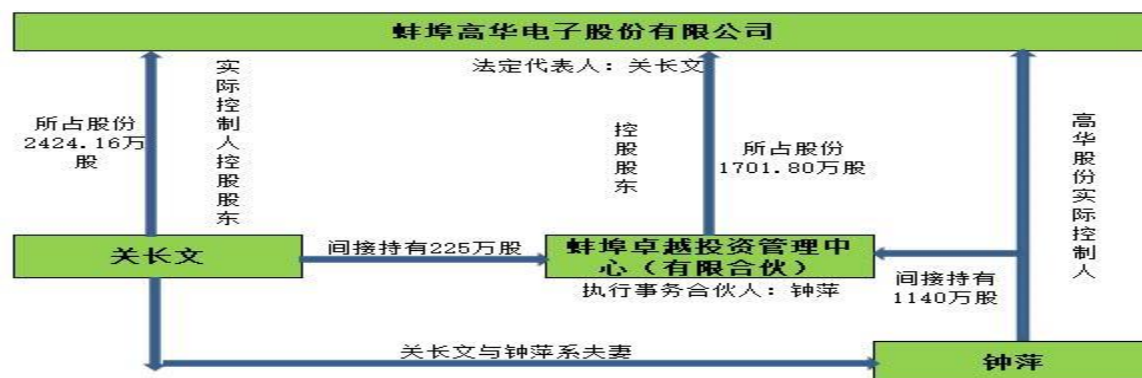 蚌埠高华电子股份有限公司
法定代表人：关长文
所占股份
2424.16万
股
实际控制人控股股东
控股股东
所占股份
1701.80万股
高华股份实际控制人
关长文
间接持有225万股
蚌埠卓越投资管理中
心（有限合伙）
执行事务合伙人：钟萍
间接持有
1140万股
关长文与钟萍系夫妻
钟萍